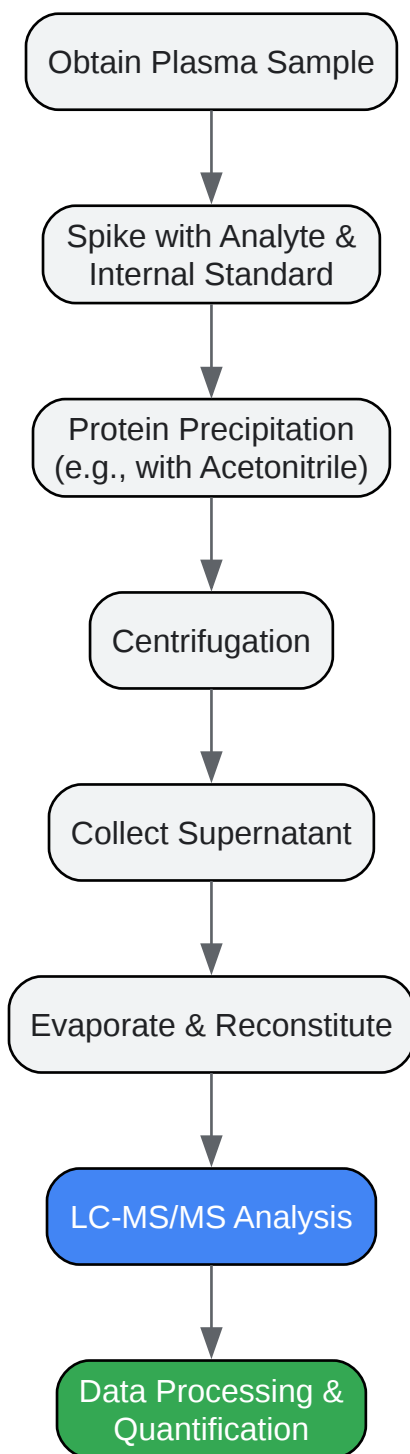 Obtain Plasma Sample
Spike with Analyte &
Internal Standard
Protein Precipitation
(e.g., with Acetonitrile)
Centrifugation
Collect Supernatant
Evaporate & Reconstitute
LC-MS/MS Analysis
Data Processing &
Quantification